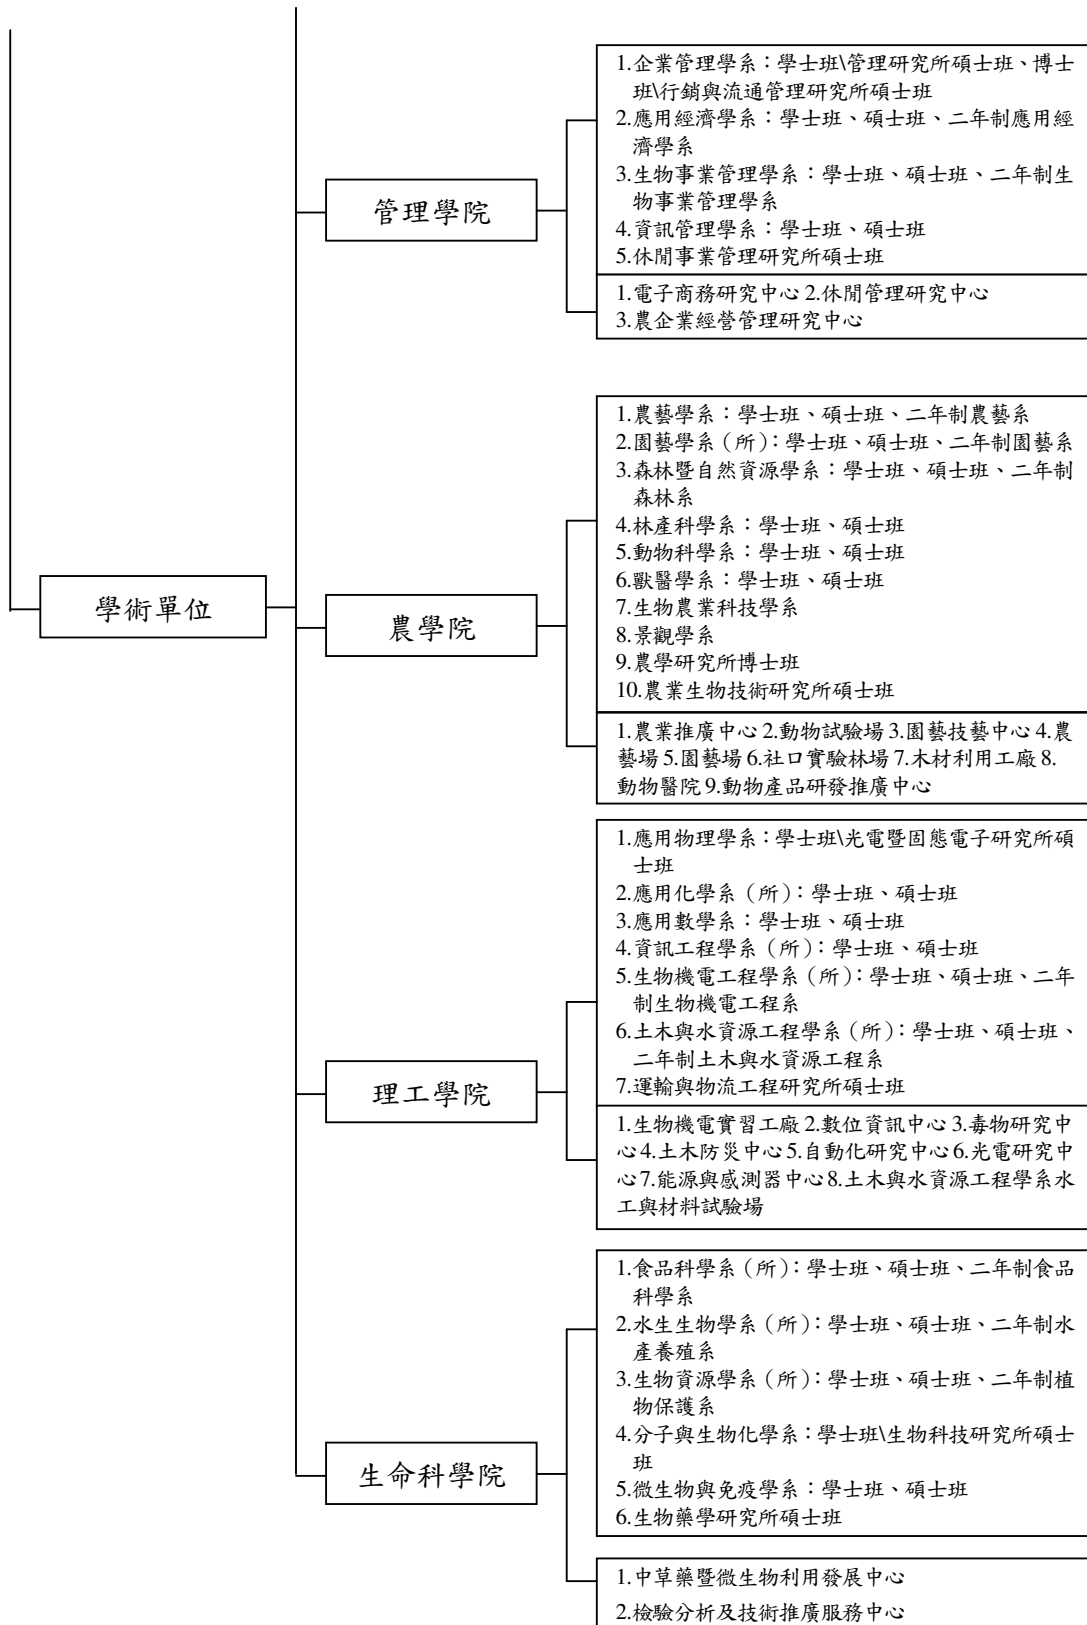 1.企業管理學系：學士班\管理研究所碩士班、博士
班\行銷與流通管理研究所碩士班
2.應用經濟學系：學士班、碩士班、二年制應用經
濟學系
3.生物事業管理學系：學士班、碩士班、二年制生
物事業管理學系
4.資訊管理學系：學士班、碩士班
5.休閒事業管理研究所碩士班
管理學院
1.電子商務研究中心 2.休閒管理研究中心
3.農企業經營管理研究中心
1.農藝學系：學士班、碩士班、二年制農藝系
2.園藝學系（所）：學士班、碩士班、二年制園藝系
3.森林暨自然資源學系：學士班、碩士班、二年制
森林系
4.林產科學系：學士班、碩士班
5.動物科學系：學士班、碩士班
6.獸醫學系：學士班、碩士班
7.生物農業科技學系
8.景觀學系
9.農學研究所博士班
10.農業生物技術研究所碩士班
學術單位
農學院
1.農業推廣中心 2.動物試驗場 3.園藝技藝中心 4.農
藝場 5.園藝場 6.社口實驗林場 7.木材利用工廠 8.
動物醫院 9.動物產品研發推廣中心
1.應用物理學系：學士班\光電暨固態電子研究所碩
士班
2.應用化學系（所）：學士班、碩士班
3.應用數學系：學士班、碩士班
4.資訊工程學系（所）：學士班、碩士班
5.生物機電工程學系（所）：學士班、碩士班、二年
制生物機電工程系
6.土木與水資源工程學系（所）：學士班、碩士班、
二年制土木與水資源工程系
7.運輸與物流工程研究所碩士班
理工學院
1.生物機電實習工廠 2.數位資訊中心 3.毒物研究中
心 4.土木防災中心 5.自動化研究中心 6.光電研究中
心 7.能源與感測器中心 8.土木與水資源工程學系水
工與材料試驗場
1.食品科學系（所）：學士班、碩士班、二年制食品
科學系
2.水生生物學系（所）：學士班、碩士班、二年制水
產養殖系
3.生物資源學系（所）：學士班、碩士班、二年制植
物保護系
4.分子與生物化學系：學士班\生物科技研究所碩士
班
5.微生物與免疫學系：學士班、碩士班
6.生物藥學研究所碩士班
生命科學院
1.中草藥暨微生物利用發展中心
2.檢驗分析及技術推廣服務中心